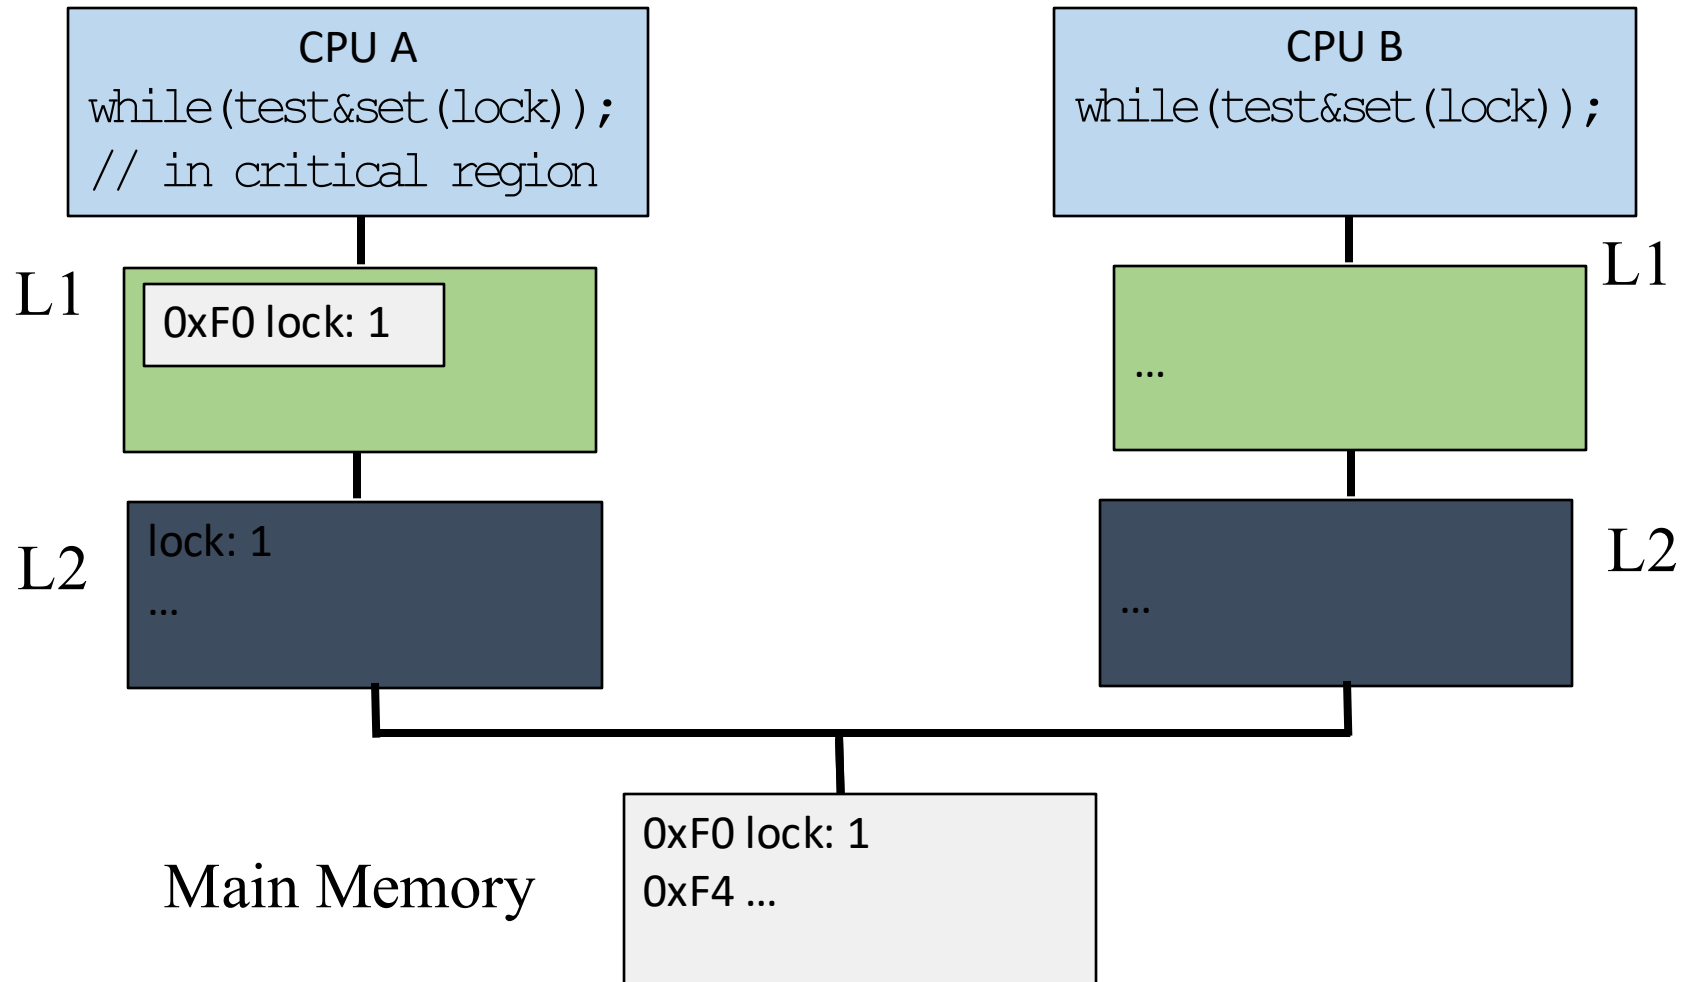 CPU A
while(test&set(lock));
// in critical region
CPU B
while(test&set(lock));
L1
0xF0 lock: 1
L1
…
L2
lock: 1
…
L2
…
Main Memory
0xF0 lock: 1
0xF4 …